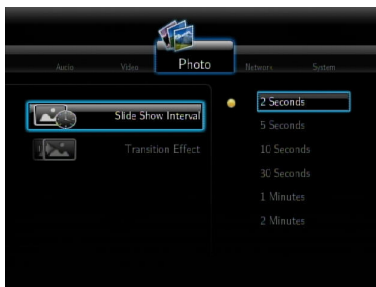 Audio Video Photo Network System
Slide Show Interval
Transition Effect
2 Seconds
5 Seconds
10 Seconds
30 Seconds
1 Minutes
2 Minutes